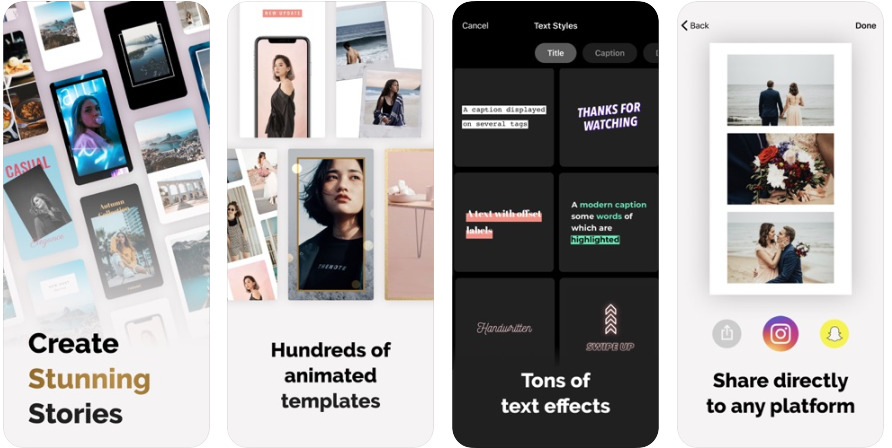 CASUAL
Autumn
Collection
Create
Stunning
Stories
NEW UPDATE
Hundreds of
animated
templates
Cancel
Text Styles
Title
Caption
A caption displayed
on several tags
THANKS FOR
WATCHING
A text with offset
labels
A modern caption
some words of
which are
highlighted
Handwritten
SWIPE UP
Tons of
text effects
Back
Done
Share directly
to any platform